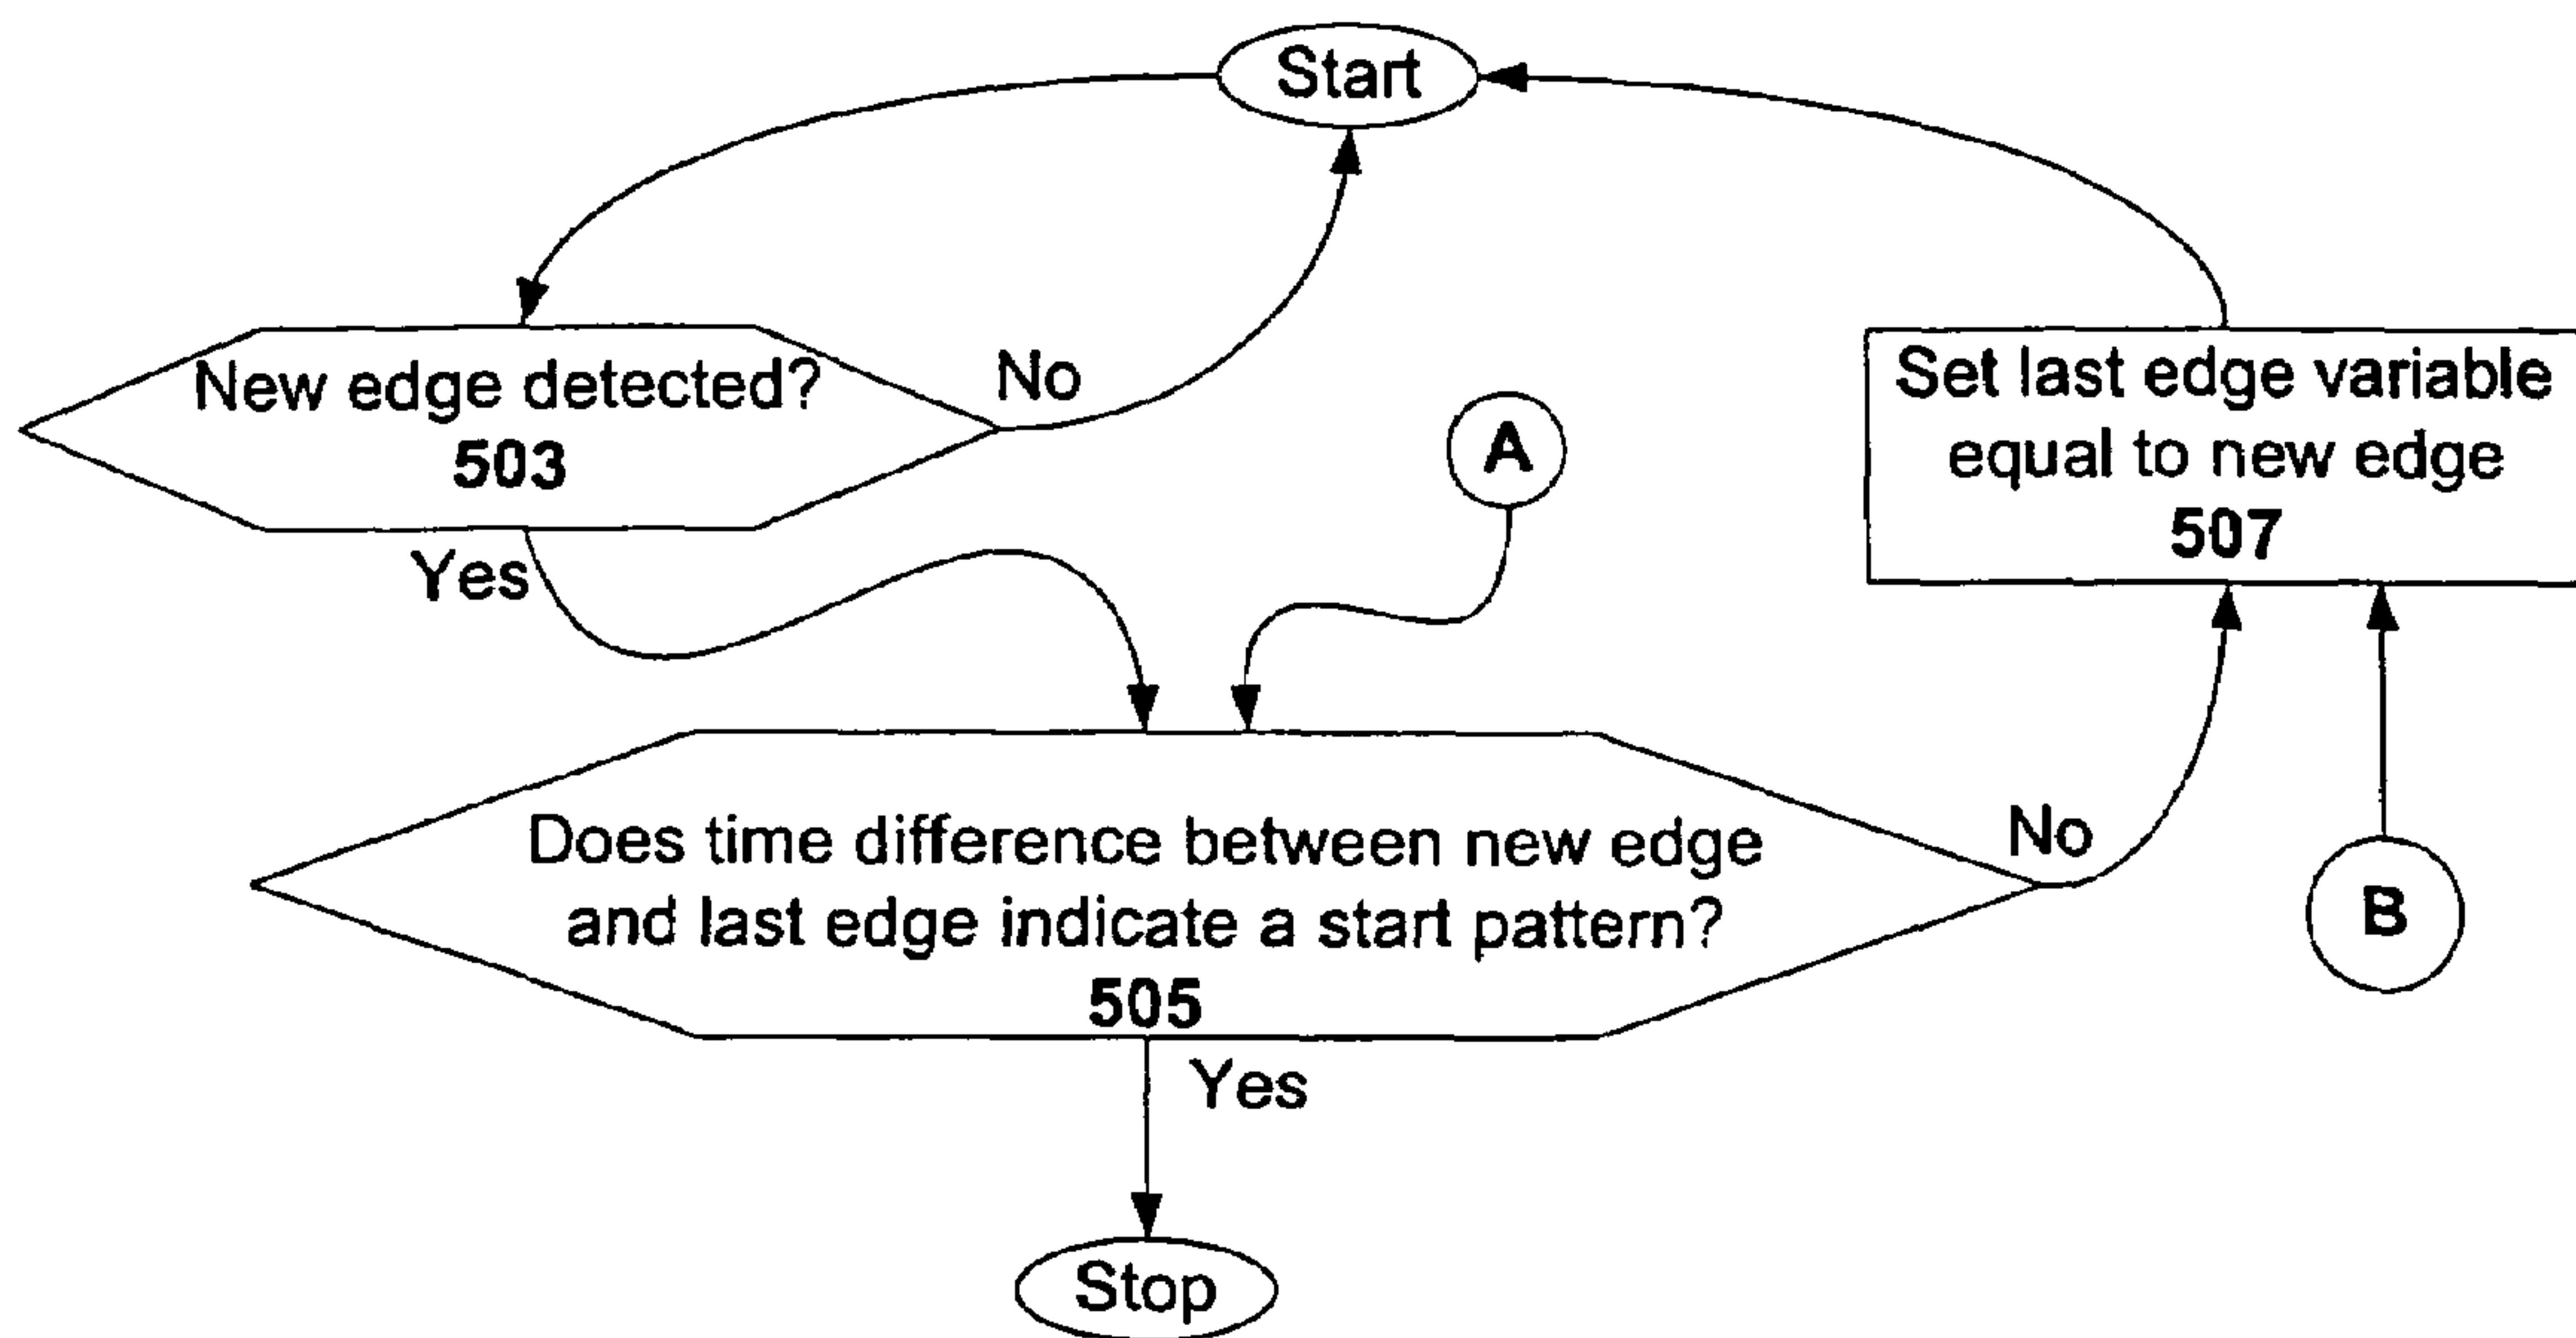 Start
New edge detected?
503
No
Yes
A
Set last edge variable
equal to new edge
507
Does time difference between new edge
and last edge indicate a start pattern?
505
No
B
Yes
Stop